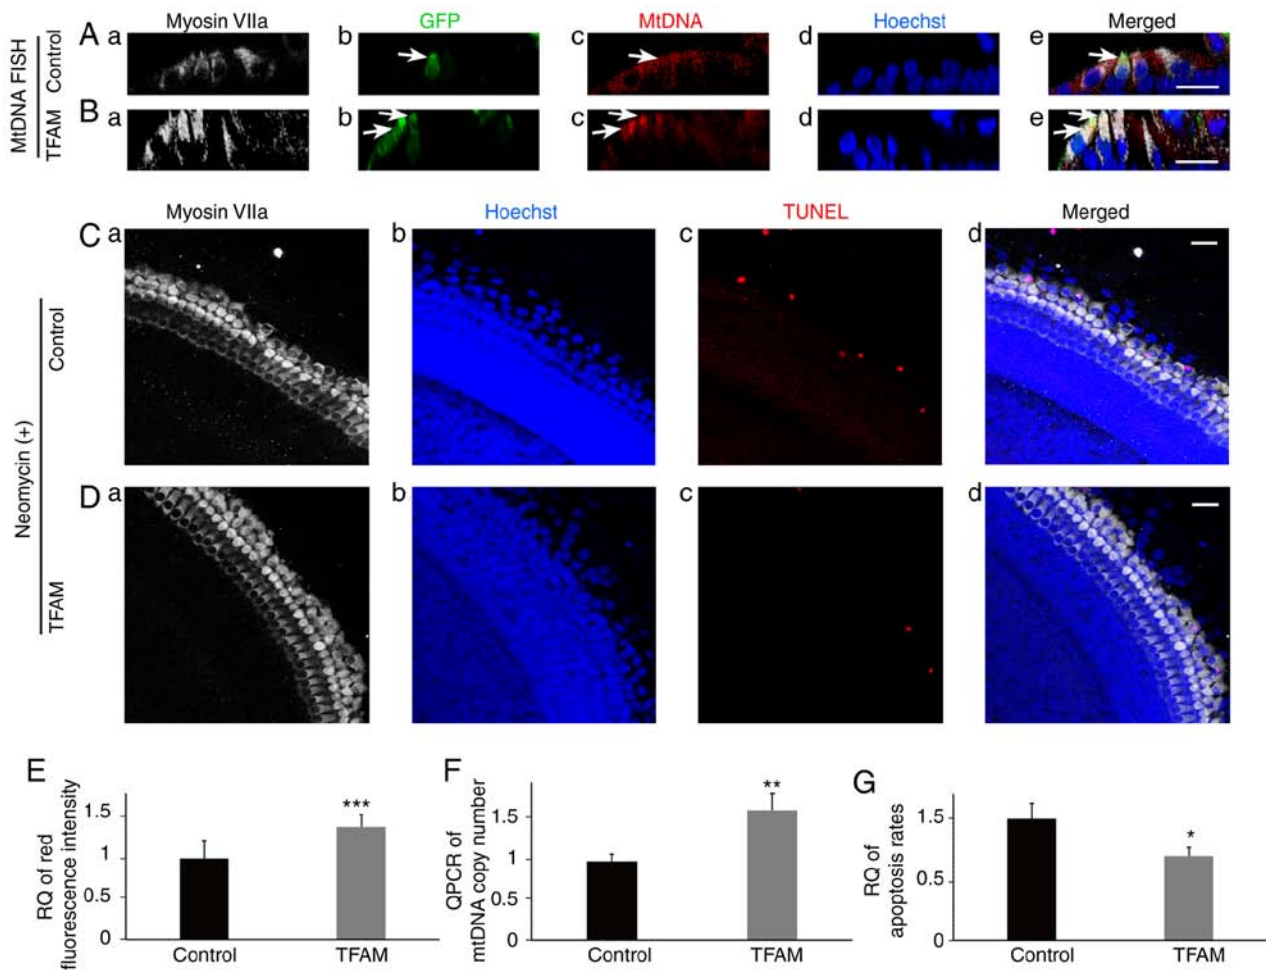 Myosin VIIa GFP MtDNA Hoechst Merged
MtDNA FISH
Control
TFAM
A a b c d e
B a b c d e
Myosin VIIa Hoechst TUNEL Merged
C a b c d
Neomycin (+)
Control
TFAM
D a b c d
E
RQ of red
fluorescence intensity
1.5
***
1
0.5
0
Control TFAM
F
QPCR of
mtDNA copy number
1.5
**
1
0.5
0
Control TFAM
G
RQ of
apoptosis rates
1.5
*
0.5
0
Control TFAM